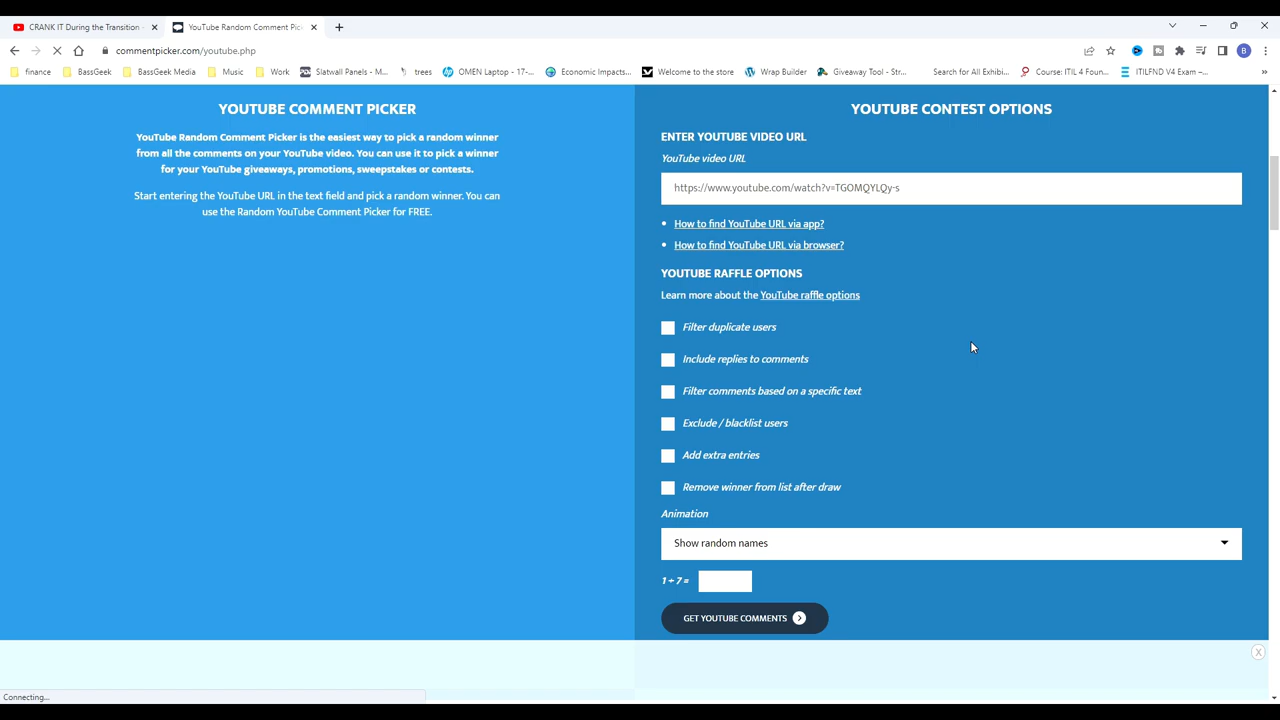 CRANK IT During the Transition
YouTube Random Comment Pic
commentpicker.com/youtube.php
B
finance
BassGeek
BassGeek Media
Music
Work
Slatwall Panels - M...
trees
OMEN Laptop - 17-...
Economic Impacts...
Welcome to the store
Wrap Builder
Giveaway Tool - Str...
Search for All Exhibi...
Course: ITIL 4 Foun...
ITILFND V4 Exam –...
»
YOUTUBE COMMENT PICKER
YouTube Random Comment Picker is the easiest way to pick a random winner
from all the comments on your YouTube video. You can use it to pick a winner
for your YouTube giveaways, promotions, sweepstakes or contests.
Start entering the YouTube URL in the text field and pick a random winner. You can
use the Random YouTube Comment Picker for FREE.
YOUTUBE CONTEST OPTIONS
ENTER YOUTUBE VIDEO URL
YouTube video URL
https://www.youtube.com/watch?v=TGOMQYLQy-s
How to find YouTube URL via app?
How to find YouTube URL via browser?
YOUTUBE RAFFLE OPTIONS
Learn more about the YouTube raffle options
Filter duplicate users
Include replies to comments
Filter comments based on a specific text
Exclude / blacklist users
Add extra entries
Remove winner from list after draw
Animation
Show random names
1 + 7 =
GET YOUTUBE COMMENTS
X
Connecting...